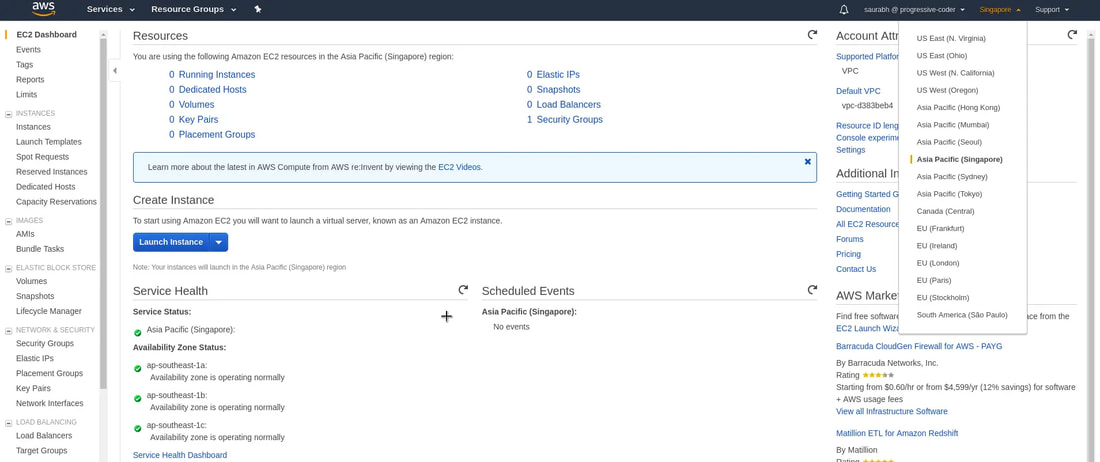 aws
Services
Resource Groups
saurabh @ progressive-coder
Singapore
Support
EC2 Dashboard
Events
Tags
Reports
Limits
INSTANCES
Instances
Launch Templates
Spot Requests
Reserved Instances
Dedicated Hosts
Capacity Reservations
IMAGES
AMIs
Bundle Tasks
ELASTIC BLOCK STORE
Volumes
Snapshots
Lifecycle Manager
NETWORK & SECURITY
Security Groups
Elastic IPs
Placement Groups
Key Pairs
Network Interfaces
LOAD BALANCING
Load Balancers
Target Groups
Resources
You are using the following Amazon EC2 resources in the Asia Pacific (Singapore) region:
0 Running Instances
0 Dedicated Hosts
0 Volumes
0 Key Pairs
0 Placement Groups
0 Elastic IPs
0 Snapshots
0 Load Balancers
1 Security Groups
Learn more about the latest in AWS Compute from AWS re:Invent by viewing the EC2 Videos.
Create Instance
To start using Amazon EC2 you will want to launch a virtual server, known as an Amazon EC2 instance.
Launch Instance
Note: Your instances will launch in the Asia Pacific (Singapore) region
Service Health
Service Status:
Asia Pacific (Singapore):
Availability Zone Status:
ap-southeast-1a:
Availability zone is operating normally
ap-southeast-1b:
Availability zone is operating normally
ap-southeast-1c:
Availability zone is operating normally
Service Health Dashboard
Scheduled Events
Asia Pacific (Singapore):
No events
Account Attr
Supported Platfor
VPC
Default VPC
vpc-d383beb4
Resource ID leng
Console experime
Settings
Additional In
Getting Started G
Documentation
All EC2 Resource
Forums
Pricing
Contact Us
AWS Market
Find free softwar
ace from the
EC2 Launch Wiza
Barracuda CloudGen Firewall for AWS - PAYG
By Barracuda Networks, Inc.
Rating
Starting from $0.60/hr or from $4,599/yr (12% savings) for software
+ AWS usage fees
View all Infrastructure Software
Matillion ETL for Amazon Redshift
By Matillion
Rating
US East (N. Virginia)
US East (Ohio)
US West (N. California)
US West (Oregon)
Asia Pacific (Hong Kong)
Asia Pacific (Mumbai)
Asia Pacific (Seoul)
Asia Pacific (Singapore)
Asia Pacific (Sydney)
Asia Pacific (Tokyo)
Canada (Central)
EU (Frankfurt)
EU (Ireland)
EU (London)
EU (Paris)
EU (Stockholm)
South America (São Paulo)